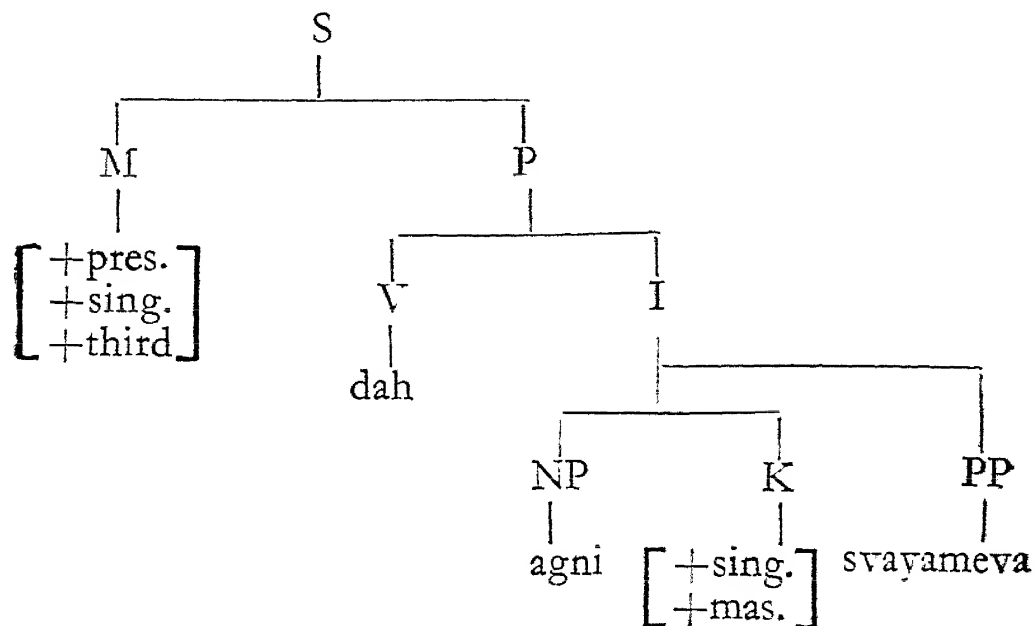 S
M P
+pres.
+sing.
+third
V I
dah
NP K PP
agni +sing. svayameva
+mas.